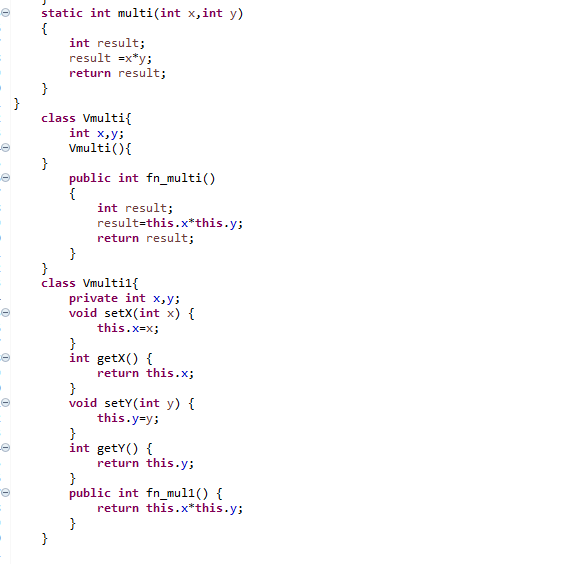 }
static int multi(int x,int y)
{
int result;
result =x*y;
return result;
}
}
class Vmulti{
int x,y;
Vmulti(){
}
public int fn_multi()
{
int result;
result=this.x*this.y;
return result;
}
}
class Vmulti1{
private int x,y;
void setX(int x) {
this.x=x;
}
int getX() {
return this.x;
}
void setY(int y) {
this.y=y;
}
int getY() {
return this.y;
}
public int fn_mul1() {
return this.x*this.y;
}
}